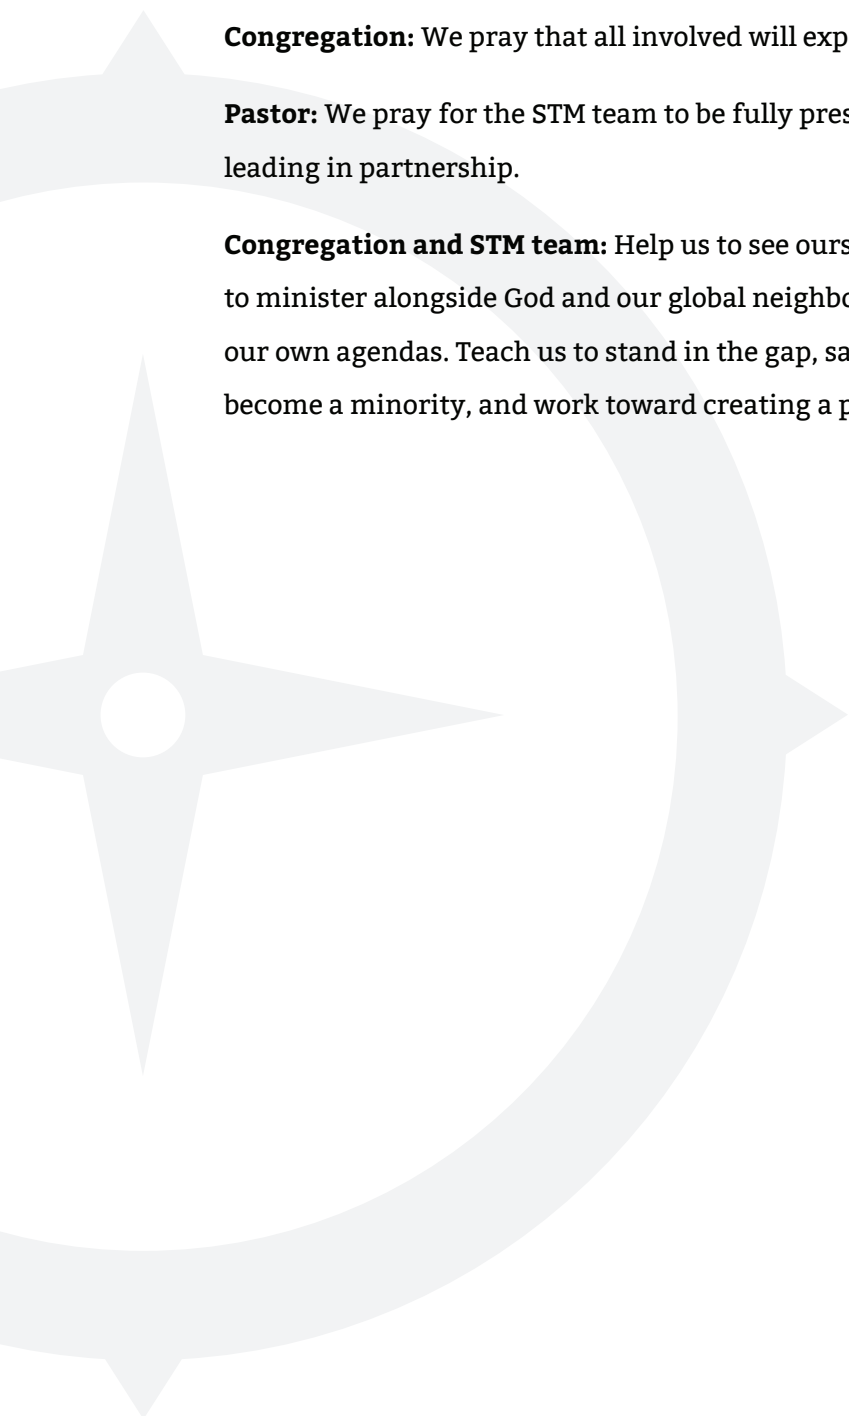 Congregation: We pray that all involved will exp
Pastor: We pray for the STM team to be fully pres
leading in partnership.
Congregation and STM team: Help us to see ours
to minister alongside God and our global neighbo
our own agendas. Teach us to stand in the gap, sa
become a minority, and work toward creating a p